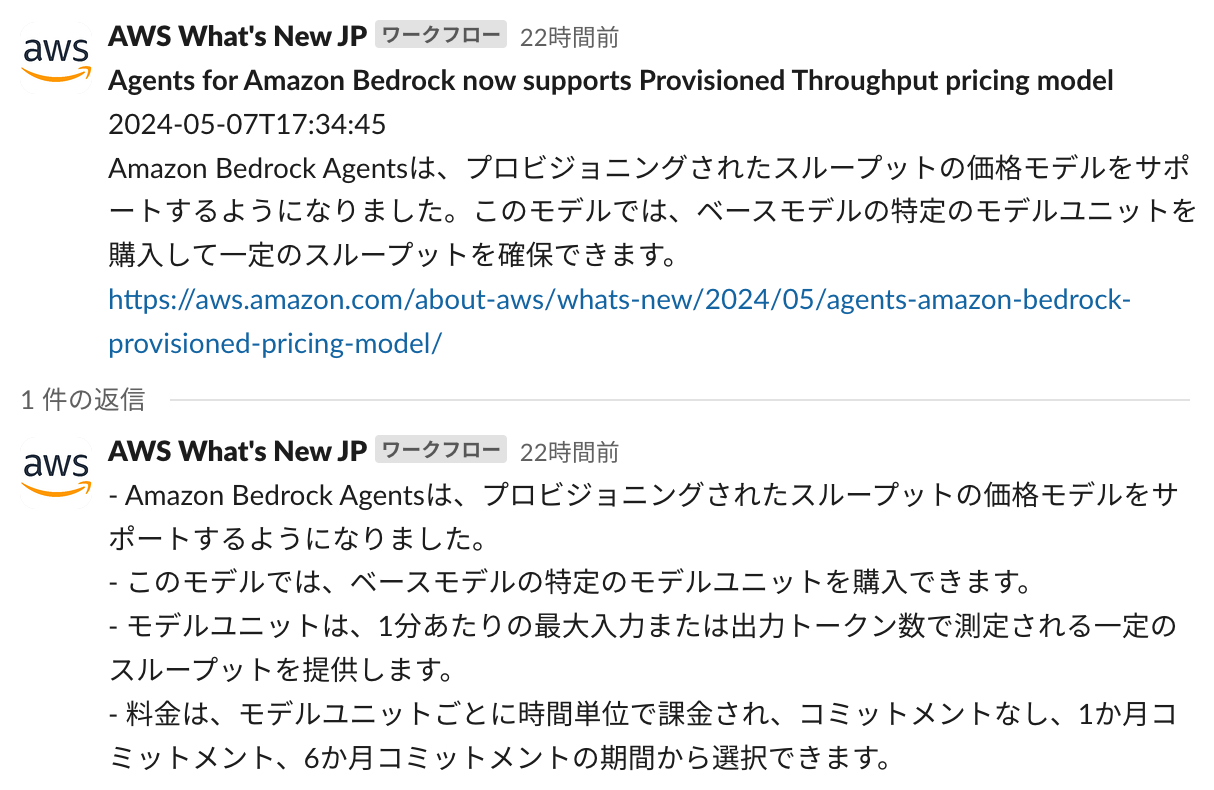 aws
AWS What's New JP ワークフロー 22時間前
Agents for Amazon Bedrock now supports Provisioned Throughput pricing model
2024-05-07T17:34:45
Amazon Bedrock Agentsは、プロビジョニングされたスループットの価格モデルをサポ
ートするようになりました。このモデルでは、ベースモデルの特定のモデルユニットを
購入して一定のスループットを確保できます。
https://aws.amazon.com/about-aws/whats-new/2024/05/agents-amazon-bedrock-
provisioned-pricing-model/
1 件の返信
aws
AWS What's New JP ワークフロー 22時間前
- Amazon Bedrock Agentsは、プロビジョニングされたスループットの価格モデルをサ
ポートするようになりました。
- このモデルでは、ベースモデルの特定のモデルユニットを購入できます。
- モデルユニットは、1分あたりの最大入力または出力トークン数で測定される一定の
スループットを提供します。
- 料金は、モデルユニットごとに時間単位で課金され、コミットメントなし、1か月コ
ミットメント、6か月コミットメントの期間から選択できます。